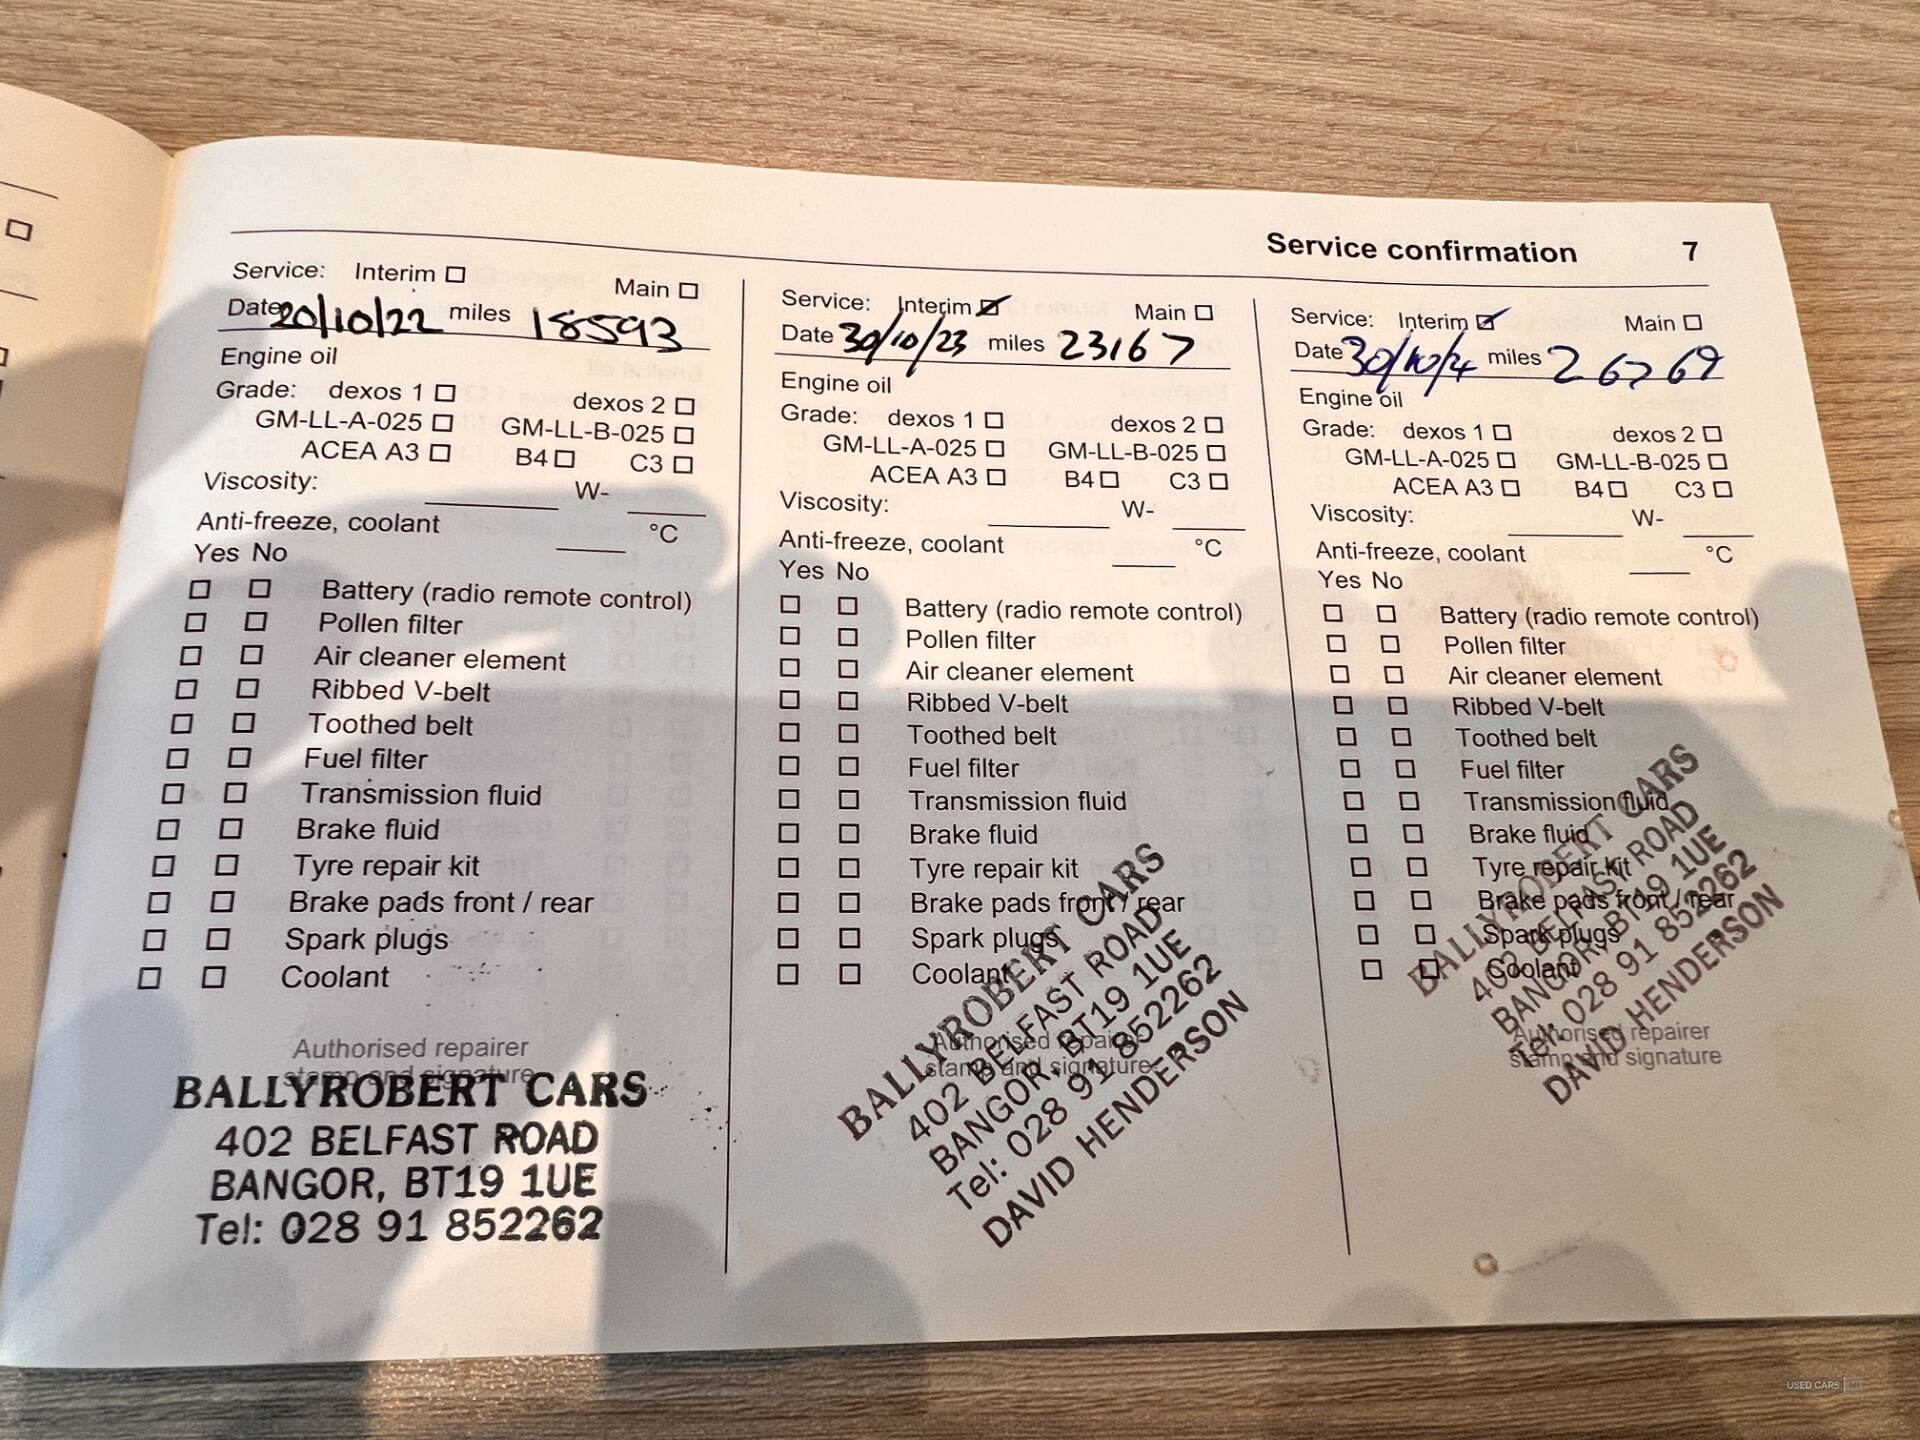 Service confirmation 7
Service: Interim Main
Date 20/10/22 miles 18593
Engine oil
Grade: dexos 1 dexos 2
GM-LL-A-025 GM-LL-B-025
ACEA A3 B4 C3
Viscosity: W-
Anti-freeze, coolant °C
Yes No
Battery (radio remote control)
Pollen filter
Air cleaner element
Ribbed V-belt
Toothed belt
Fuel filter
Transmission fluid
Brake fluid
Tyre repair kit
Brake pads front / rear
Spark plugs
Coolant
Authorised repairer
stamp and signature
BALLYROBERT CARS
402 BELFAST ROAD
BANGOR, BT19 1UE
Tel: 028 91 852262
Service: Interim Main
Date 30/10/23 miles 23167
Engine oil
Grade: dexos 1 dexos 2
GM-LL-A-025 GM-LL-B-025
ACEA A3 B4 C3
Viscosity: W-
Anti-freeze, coolant °C
Yes No
Battery (radio remote control)
Pollen filter
Air cleaner element
Ribbed V-belt
Toothed belt
Fuel filter
Transmission fluid
Brake fluid
Tyre repair kit
Brake pads front / rear
Spark plugs
Coolant
Authorised repairer
stamp and signature
BALLYROBERT CARS
402 BELFAST ROAD
BANGOR, BT19 1UE
Tel: 028 91 852262
DAVID HENDERSON
Service: Interim Main
Date miles
Engine oil
Grade: dexos 1 dexos 2
GM-LL-A-025 GM-LL-B-025
ACEA A3 B4 C3
Viscosity: W-
Anti-freeze, coolant °C
Yes No
Battery (radio remote control)
Pollen filter
Air cleaner element
Ribbed V-belt
Toothed belt
Fuel filter
Transmission fluid
Brake fluid
Tyre repair kit
Brake pads front / rear
Spark plugs
Coolant
Authorised repairer
stamp and signature
BALLYROBERT CARS
402 BELFAST ROAD
BANGOR, BT19 1UE
Tel: 028 91 852262
DAVID HENDERSON
USED CARS NI